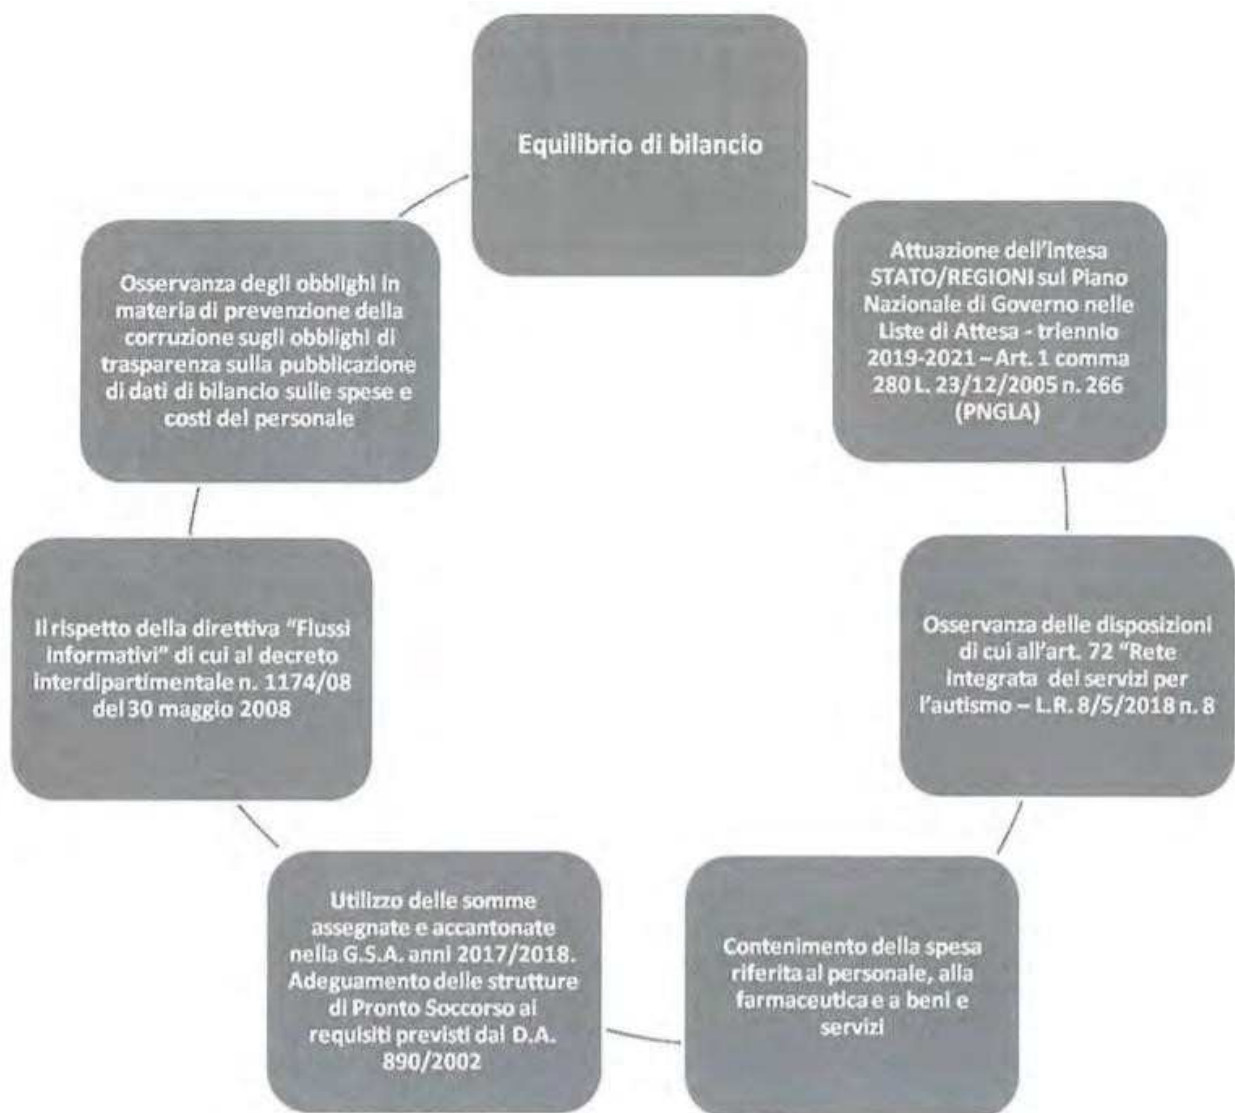 Equilibrio di bilancio
Attuazione dell'intesa
STATO/REGIONI sul Piano
Nazionale di Governo nelle
Liste di Attesa - triennio
2019-2021 – Art. 1 comma
280 L. 23/12/2005 n. 266
(PNGLA)
Osservanza delle disposizioni
di cui all'art. 72 "Rete
integrata dei servizi per
l'autismo – L.R. 8/5/2018 n. 8
Contenimento della spesa
riferita al personale, alla
farmaceutica e a beni e
servizi
Utilizzo delle somme
assegnate e accantonate
nella G.S.A. anni 2017/2018.
Adeguamento delle strutture
di Pronto Soccorso ai
requisiti previsti dal D.A.
890/2002
Il rispetto della direttiva "Flussi
informativi" di cui al decreto
interdipartimentale n. 1174/08
del 30 maggio 2008
Osservanza degli obblighi in
materia di prevenzione della
corruzione sugli obblighi di
trasparenza sulla pubblicazione
di dati di bilancio sulle spese e
costi del personale